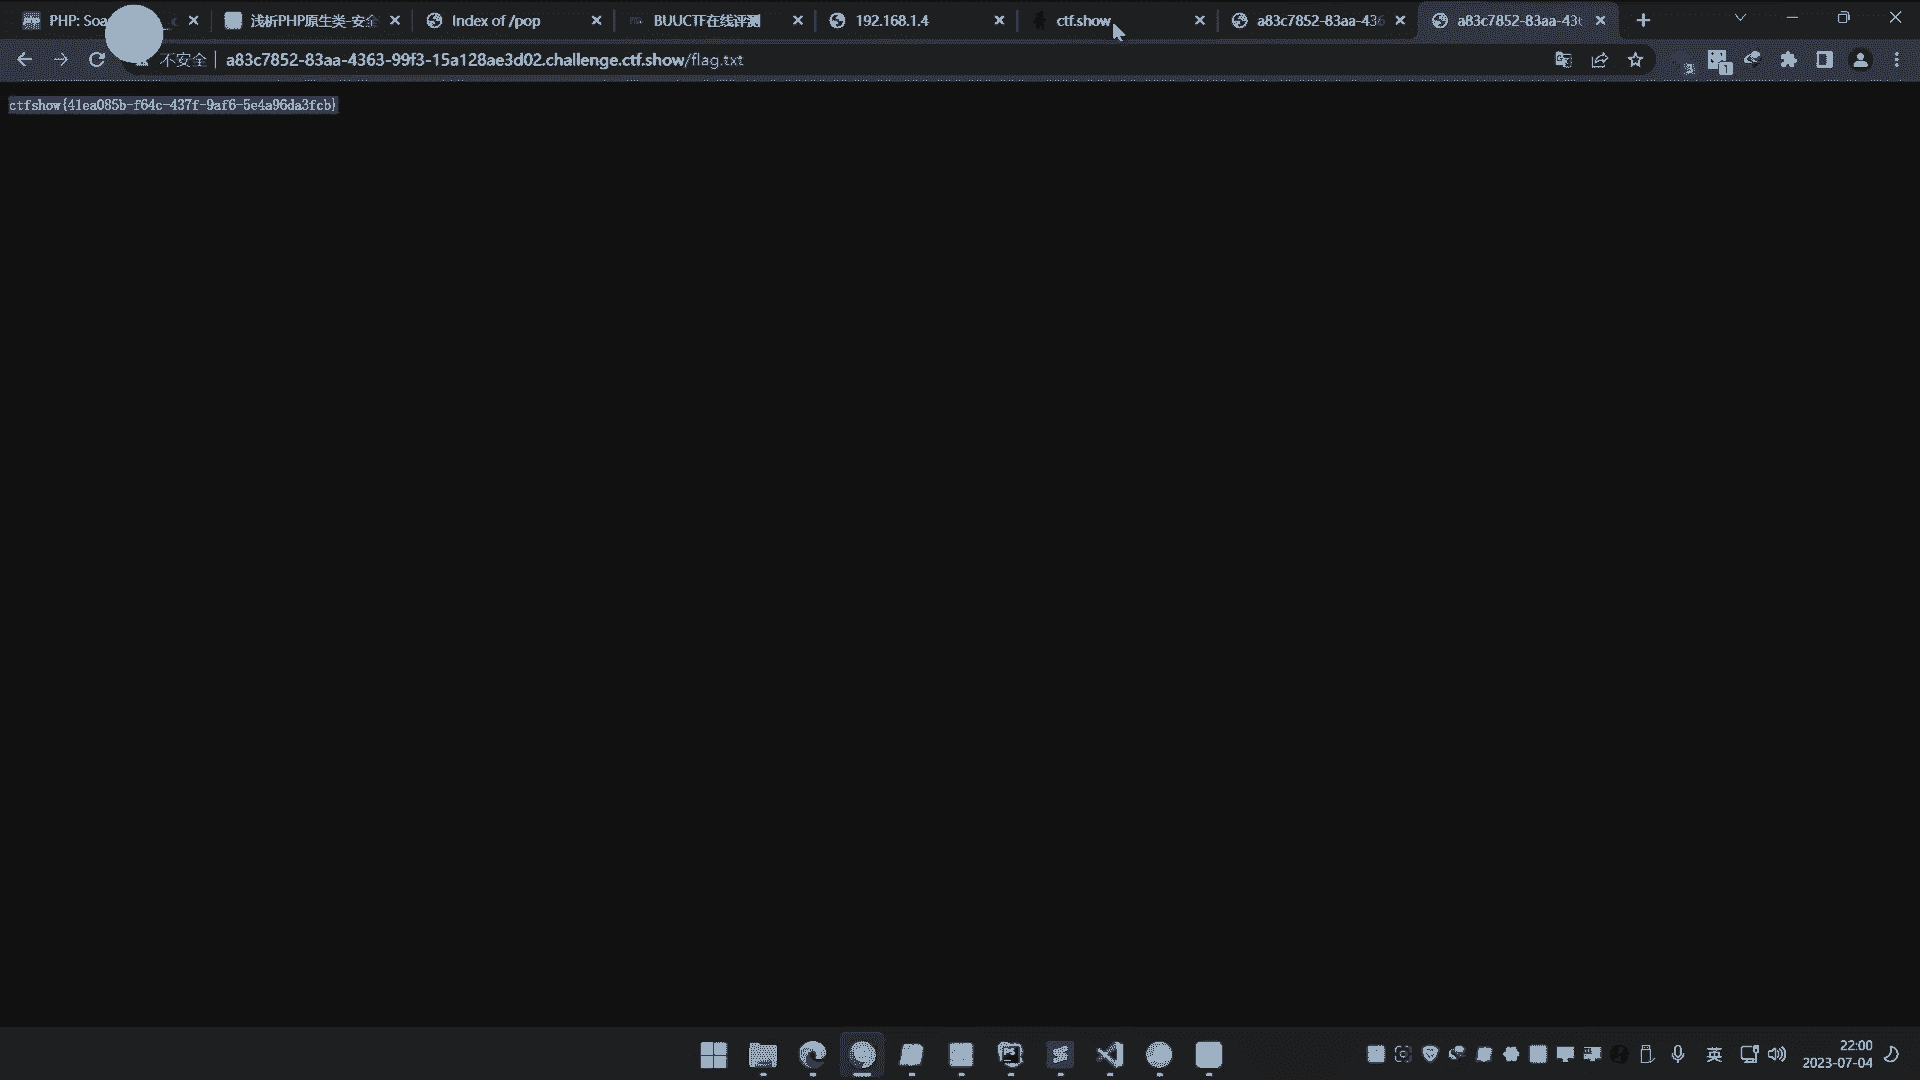 PHP: Soa
浅析PHP原生类-安全
Index of /pop
BUUCTF在线评测
192.168.1.4
ctf.show
a83c7852-83aa-436
a83c7852-83aa-436
不安全
a83c7852-83aa-4363-99f3-15a128ae3d02.challenge.ctf.show/flag.txt
ctfshow{41ea085b-f64c-437f-9af6-5e4a96da3fcb}
英
22:00
2023-07-04